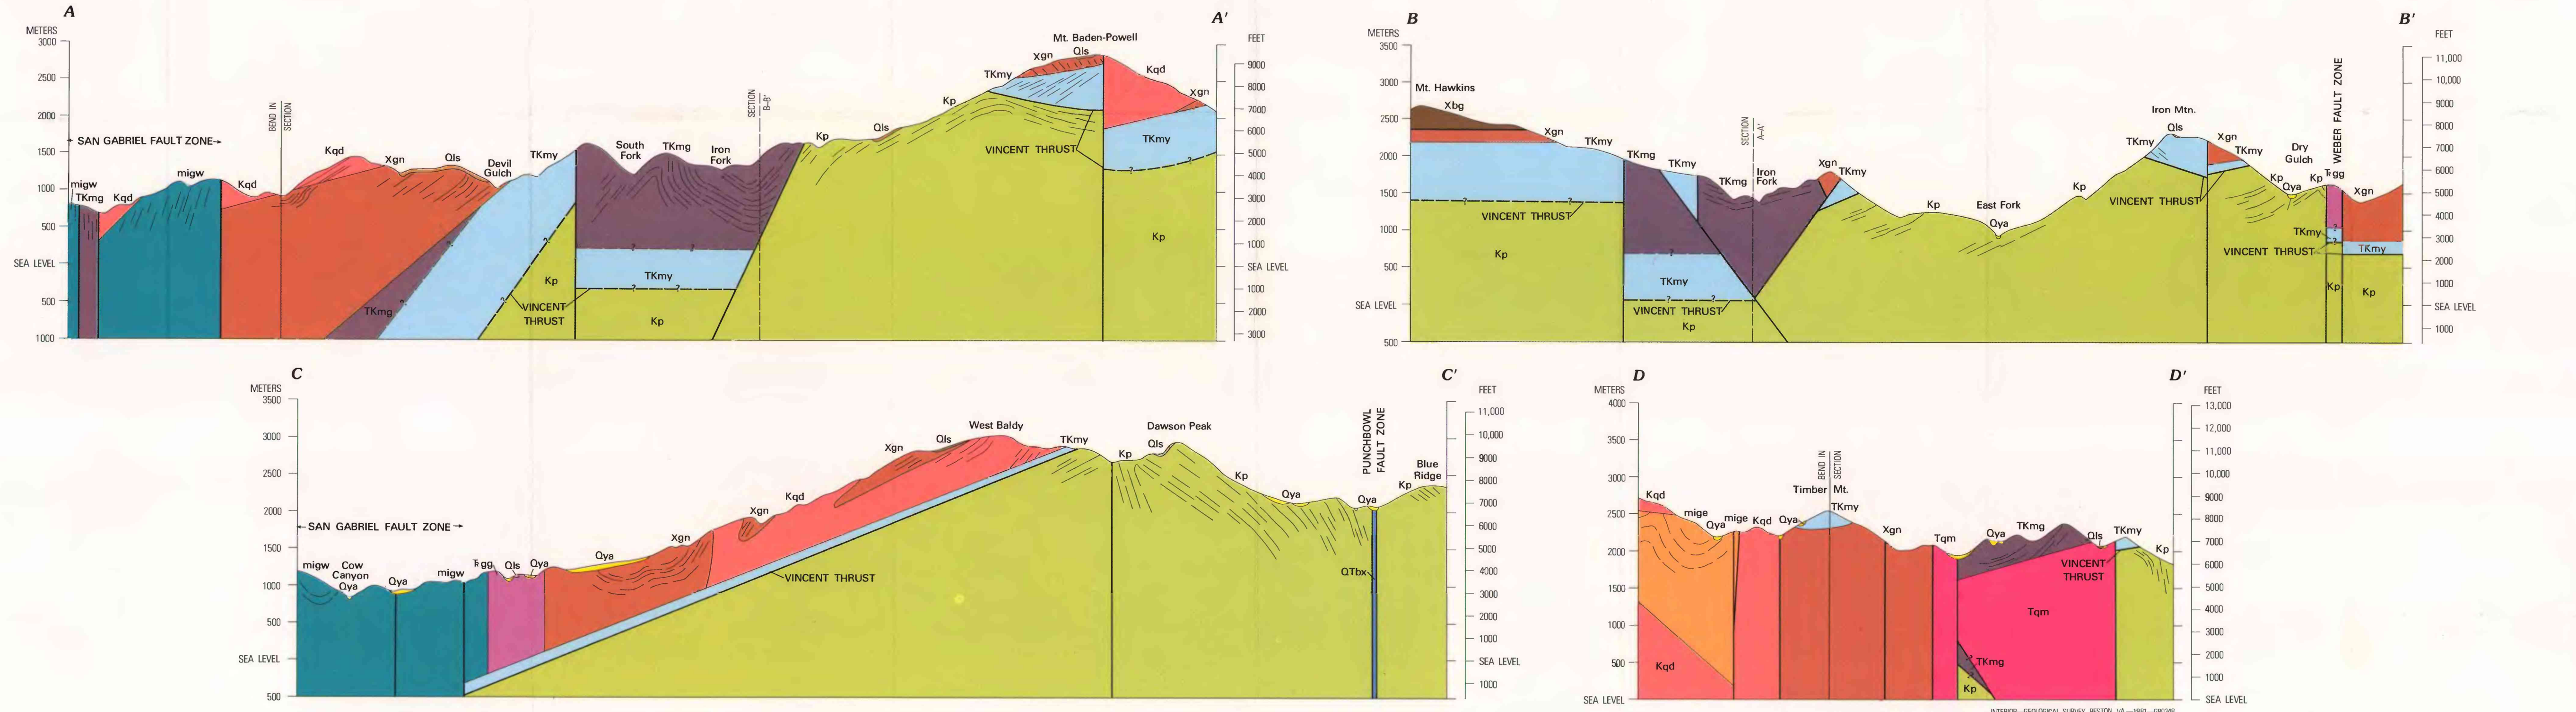 A
A'
METERS
3000
2500
2000
1500
1000
500
SEA LEVEL
500
1000
SAN GABRIEL FAULT ZONE
migw
TKmg
Kqd
migw
Kqd
BEND IN
SECTION
Kqd
Xgn
Qls
Devil
Gulch
TKmy
South
Fork
TKmg
Iron
Fork
SECTION
B–B'
Kp
Qls
Kp
TKmy
Xgn
Qls
Mt. Baden-Powell
Kqd
Xgn
TKmy
Kp
VINCENT THRUST
?
?
TKmg
?
?
?
?
Kp
VINCENT
THRUST
?
?
TKmy
?
?
Kp
FEET
9000
8000
7000
6000
5000
4000
3000
2000
1000
SEA LEVEL
1000
2000
3000
B
B'
METERS
3500
3000
2500
2000
1500
1000
500
SEA LEVEL
500
Mt. Hawkins
Xbg
Xgn
TKmy
TKmg
TKmy
TKmg
SECTION
A–A'
Iron
Fork
Xgn
TKmy
Kp
East Fork
Qya
Kp
Iron Mtn.
Qls
TKmy
Xgn
TKmy
Dry
Gulch
Kp
Qya
Kp
WEBER FAULT ZONE
Ꞃgg
Xgn
?
?
VINCENT THRUST
Kp
?
TKmy
?
?
VINCENT THRUST
Kp
VINCENT THRUST
TKmy
?
?
VINCENT THRUST
TKmy
Kp
Kp
FEET
11,000
10,000
9000
8000
7000
6000
5000
4000
3000
2000
1000
SEA LEVEL
1000
C
C'
METERS
3500
3000
2500
2000
1500
1000
500
SEA LEVEL
500
SAN GABRIEL FAULT ZONE
migw
Cow
Canyon
Qya
Qya
migw
Ꞃgg
Qls
Qya
Qya
Xgn
Xgn
Kqd
Xgn
Qls
West Baldy
TKmy
Kp
Qls
Dawson Peak
Kp
Qya
PUNCHBOWL
FAULT ZONE
Qya
Kp
Blue
Ridge
VINCENT THRUST
QTbx
FEET
11,000
10,000
9000
8000
7000
6000
5000
4000
3000
2000
1000
SEA LEVEL
1000
D
D'
METERS
4000
3500
3000
2500
2000
1500
1000
500
SEA LEVEL
Kqd
mige
Qya
mige
Kqd
Qya
BEND IN
SECTION
Timber Mt.
TKmy
Xgn
Tqm
Qya
TKmg
Qls
TKmy
Kp
VINCENT
THRUST
Tqm
Kqd
?
TKmg
Kp
FEET
13,000
12,000
11,000
10,000
9000
8000
7000
6000
5000
4000
3000
2000
1000
SEA LEVEL
INTERIOR—GEOLOGICAL SURVEY, RESTON, VA.—1981—G80348